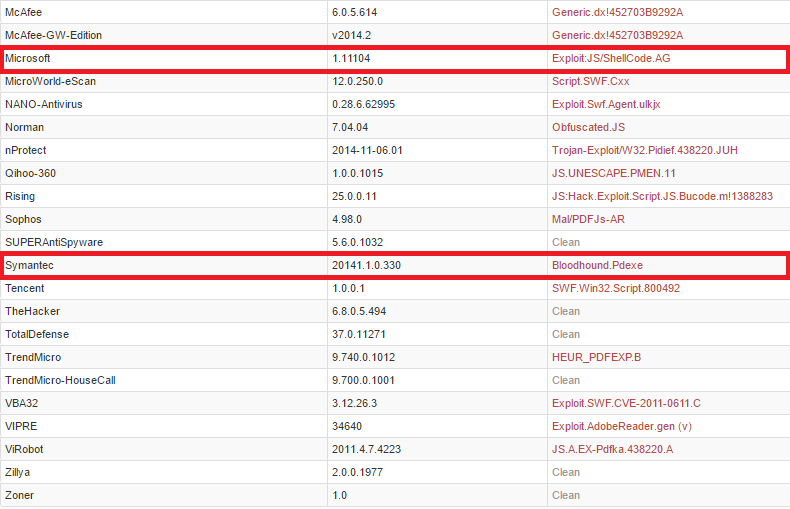 McAfee 6.0.5.614 Generic.dx!452703B9292A
McAfee-GW-Edition v2014.2 Generic.dx!452703B9292A
Microsoft 1.11104 Exploit:JS/ShellCode.AG
MicroWorld-eScan 12.0.250.0 Script.SWF.Cxx
NANO-Antivirus 0.28.6.62995 Exploit.Swf.Agent.ulkjx
Norman 7.04.04 Obfuscated.JS
nProtect 2014-11-06.01 Trojan-Exploit/W32.Pidief.438220.JUH
Qihoo-360 1.0.0.1015 JS.UNESCAPE.PMEN.11
Rising 25.0.0.11 JS:Hack.Exploit.Script.JS.Bucode.m!1388283
Sophos 4.98.0 Mal/PDFJs-AR
SUPERAntiSpyware 5.6.0.1032 Clean
Symantec 20141.1.0.330 Bloodhound.Pdexe
Tencent 1.0.0.1 SWF.Win32.Script.800492
TheHacker 6.8.0.5.494 Clean
TotalDefense 37.0.11271 Clean
TrendMicro 9.740.0.1012 HEUR_PDFEXP.B
TrendMicro-HouseCall 9.700.0.1001 Clean
VBA32 3.12.26.3 Exploit.SWF.CVE-2011-0611.C
VIPRE 34640 Exploit.AdobeReader.gen (v)
ViRobot 2011.4.7.4223 JS.A.EX-Pdfka.438220.A
Zillya 2.0.0.1977 Clean
Zoner 1.0 Clean